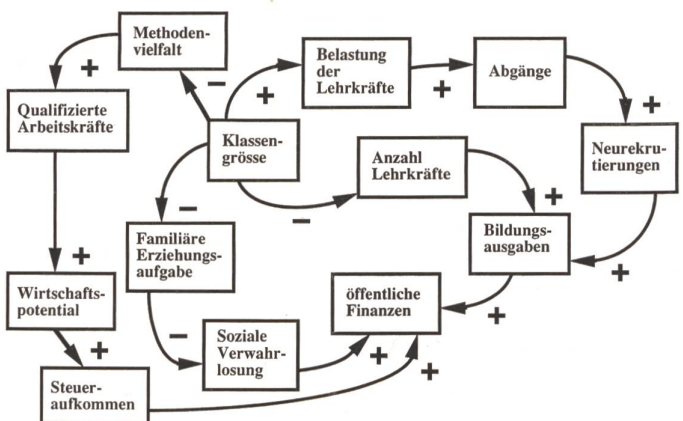 Methoden-
vielfalt
+
Qualifizierte
Arbeitskräfte
−
+
Belastung
der
Lehrkräfte
+
Abgänge
+
Klassen-
grösse
Anzahl
Lehrkräfte
Neurekru-
tierungen
−
−
+
Familiäre
Erziehungs-
aufgabe
Bildungs-
ausgaben
+
+
Wirtschafts-
potential
öffentliche
Finanzen
+
+
−
Soziale
Verwahr-
losung
+
+
Steuer-
aufkommen